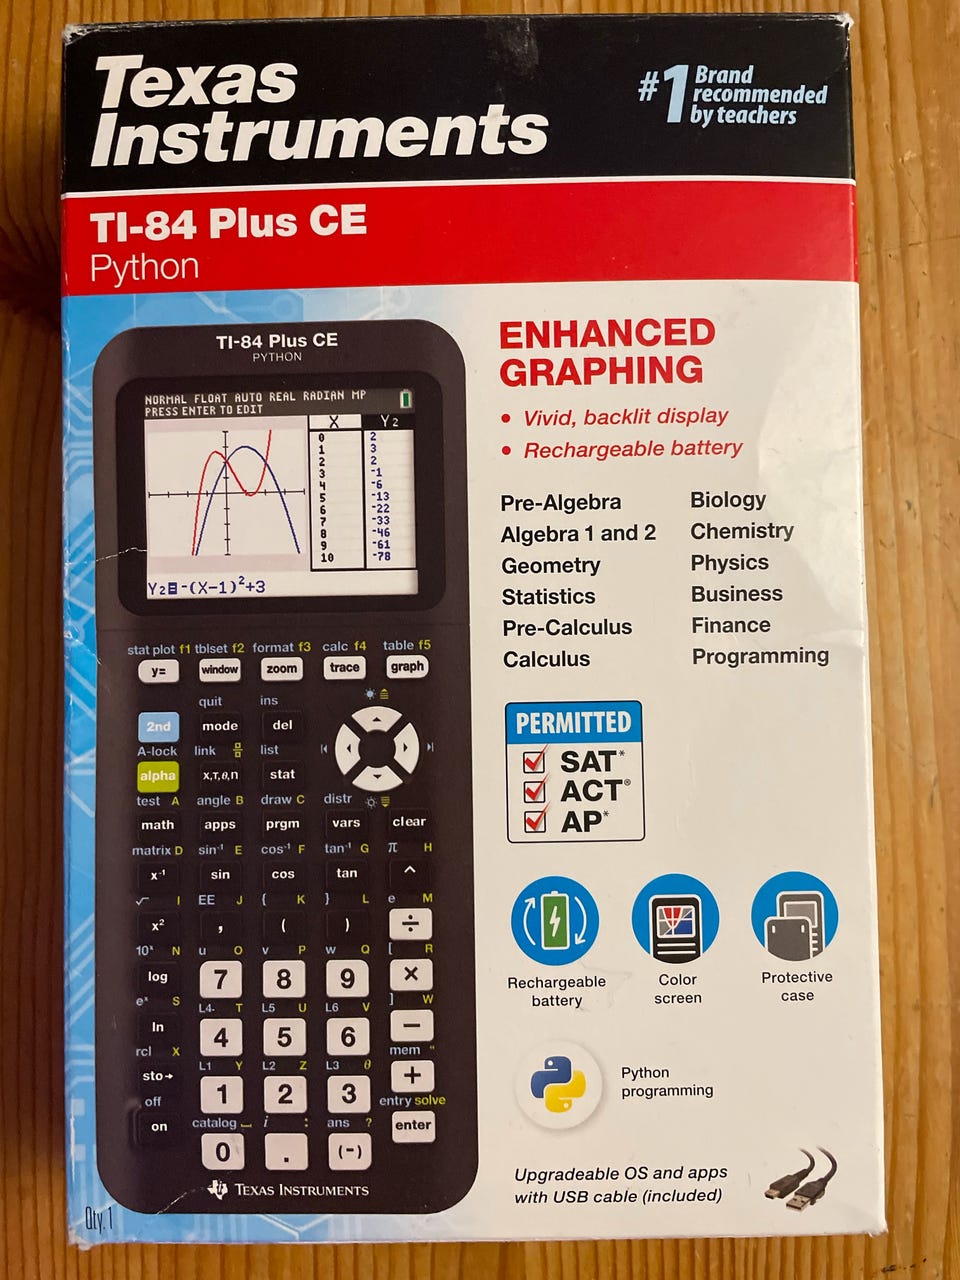 Texas
Instruments
#1 Brand
recommended
by teachers
TI-84 Plus CE
Python
TI-84 Plus CE
PYTHON
NORMAL FLOAT AUTO REAL RADIAN MP
PRESS ENTER TO EDIT
X Y2
0 2
1 3
2 2
3 -1
4 -6
5 -13
6 -22
7 -33
8 -46
9 -61
10 -78
Y2=-(X-1)²+3
stat plot f1 tblset f2 format f3 calc f4 table f5
y= window zoom trace graph
quit ins
2nd mode del
A-lock link list
alpha X,T,θ,n stat
test A angle B draw C distr
math apps prgm vars clear
matrix D sin⁻¹ E cos⁻¹ F tan⁻¹ G π H
x⁻¹ sin cos tan ^
√ I EE J { K } L e M
x² , ( ) ÷
10ˣ N u O v P w Q [ R
log 7 8 9 ×
eˣ S L4 T L5 U L6 V ] W
ln 4 5 6 −
rcl X L1 Y L2 Z L3 θ mem "
sto→ 1 2 3 +
off catalog i : ans ? entry solve
on 0 . (-) enter
TEXAS INSTRUMENTS
Qty. 1
ENHANCED
GRAPHING
• Vivid, backlit display
• Rechargeable battery
Pre-Algebra
Algebra 1 and 2
Geometry
Statistics
Pre-Calculus
Calculus
Biology
Chemistry
Physics
Business
Finance
Programming
PERMITTED
SAT*
ACT®
AP*
Rechargeable
battery
Color
screen
Protective
case
Python
programming
Upgradeable OS and apps
with USB cable (included)